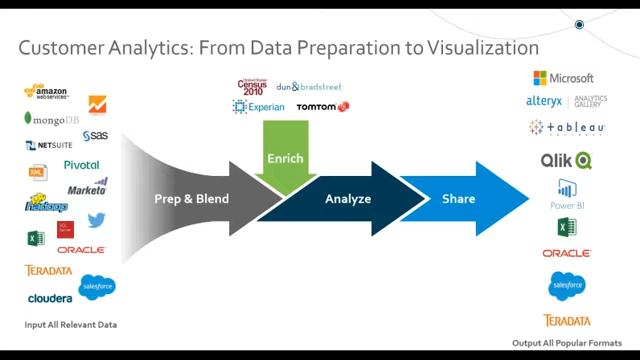 Customer Analytics: From Data Preparation to Visualization
amazon
webservices™
mongoDB
sas
NETSUITE
Pivotal
XML
Marketo
hadoop
SQL
Server
ORACLE
TERADATA
salesforce
cloudera
Input All Relevant Data
United States
Census
2010
dun & bradstreet
Experian
TOMTOM
Enrich
Prep & Blend
Analyze
Share
Microsoft
alteryx | ANALYTICS
GALLERY
tableau
Qlik
Power BI
ORACLE
salesforce
TERADATA
Output All Popular Formats